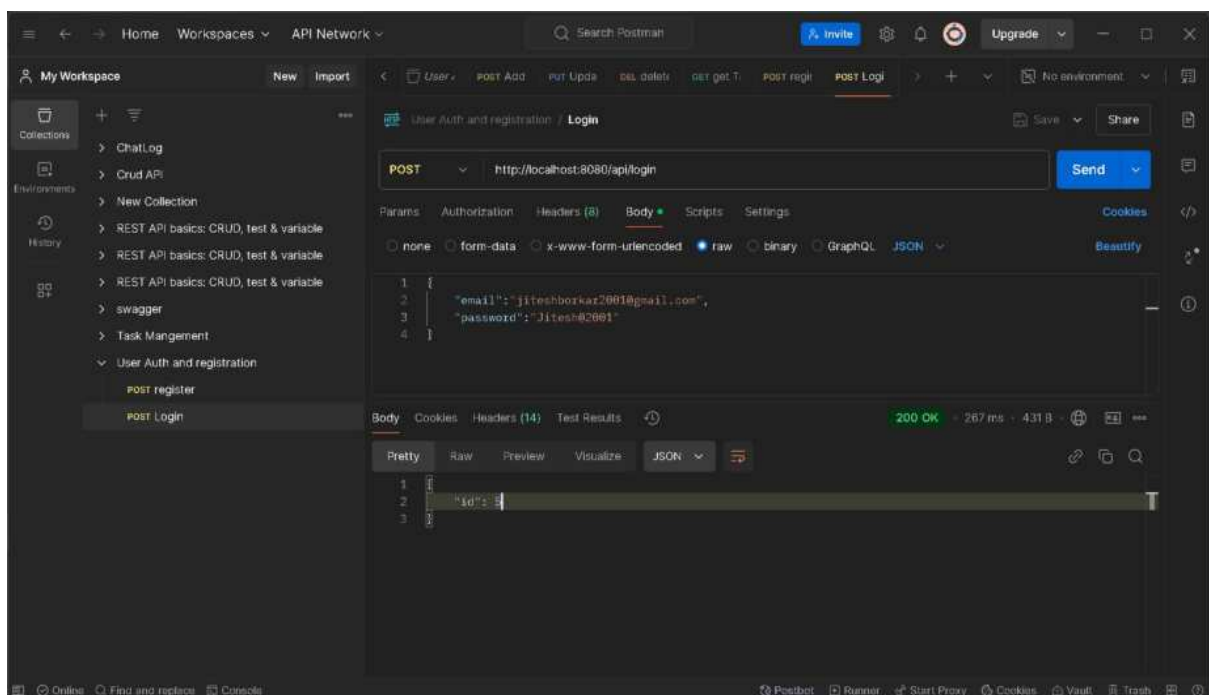 Home Workspaces API Network Search Postman Invite Upgrade
My Workspace New Import User POST Add PUT Upda DEL delet GET get T POST regi POST Logi No environment
Collections
Environments
History
ChatLog
Crud API
New Collection
REST API basics: CRUD, test & variable
REST API basics: CRUD, test & variable
REST API basics: CRUD, test & variable
swagger
Task Mangement
User Auth and registration
POST register
POST Login
User Auth and registration / Login Save Share
POST http://localhost:8080/api/login Send
Params Authorization Headers (8) Body Scripts Settings Cookies
none form-data x-www-form-urlencoded raw binary GraphQL JSON Beautify
1 {
2 "email":"jiteshborkar2001@gmail.com",
3 "password":"Jitesh@2001"
4 }
Body Cookies Headers (14) Test Results 200 OK 267 ms 431 B
Pretty Raw Preview Visualize JSON
1 {
2 "id": 5
3 }
Online Find and replace Console Postbot Runner Start Proxy Cookies Vault Trash